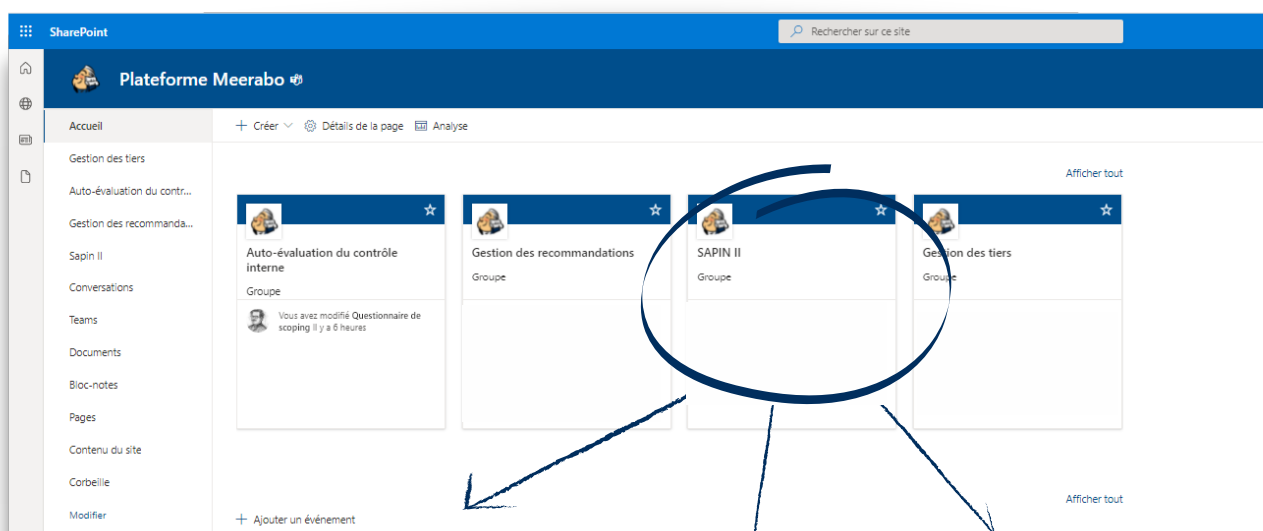 SharePoint
Rechercher sur ce site
Plateforme Meerabo
Accueil
Gestion des tiers
Auto-évaluation du contr...
Gestion des recommanda...
Sapin II
Conversations
Teams
Documents
Bloc-notes
Pages
Contenu du site
Corbeille
Modifier
Créer
Détails de la page
Analyse
Afficher tout
Auto-évaluation du contrôle
interne
Groupe
Vous avez modifié Questionnaire de
scoping Il y a 6 heures
Gestion des recommandations
Groupe
SAPIN II
Groupe
Gestion des tiers
Groupe
Afficher tout
Ajouter un événement